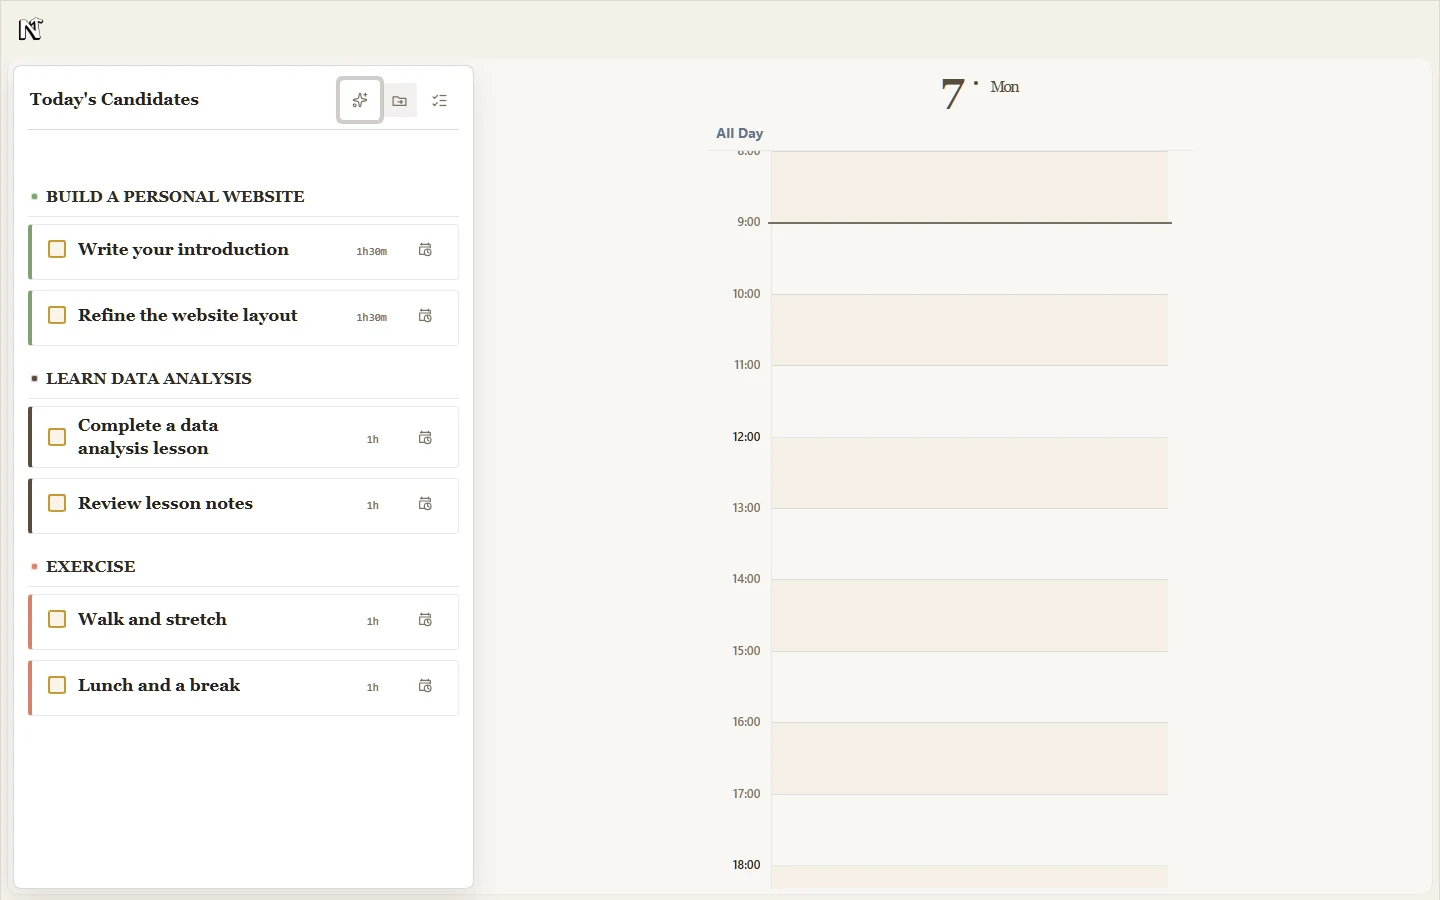 Today's Candidates
BUILD A PERSONAL WEBSITE
Write your introduction 1h30m
Refine the website layout 1h30m
LEARN DATA ANALYSIS
Complete a data
analysis lesson 1h
Review lesson notes 1h
EXERCISE
Walk and stretch 1h
Lunch and a break 1h
7 Mon
All Day
8:00
9:00
10:00
11:00
12:00
13:00
14:00
15:00
16:00
17:00
18:00